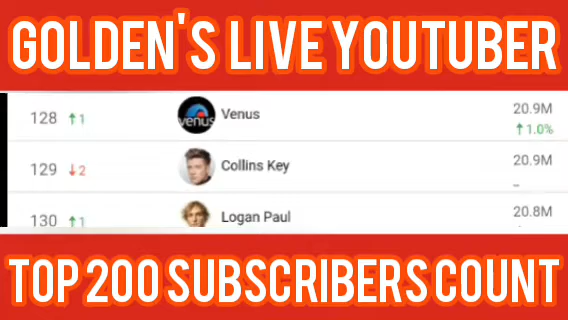 GOLDEN'S LIVE YOUTUBER
128 ↑1 venus Venus 20.9M
↑1.0%
129 ↓2 Collins Key 20.9M
–
130 ↑1 Logan Paul 20.8M
TOP 200 SUBSCRIBERS COUNT